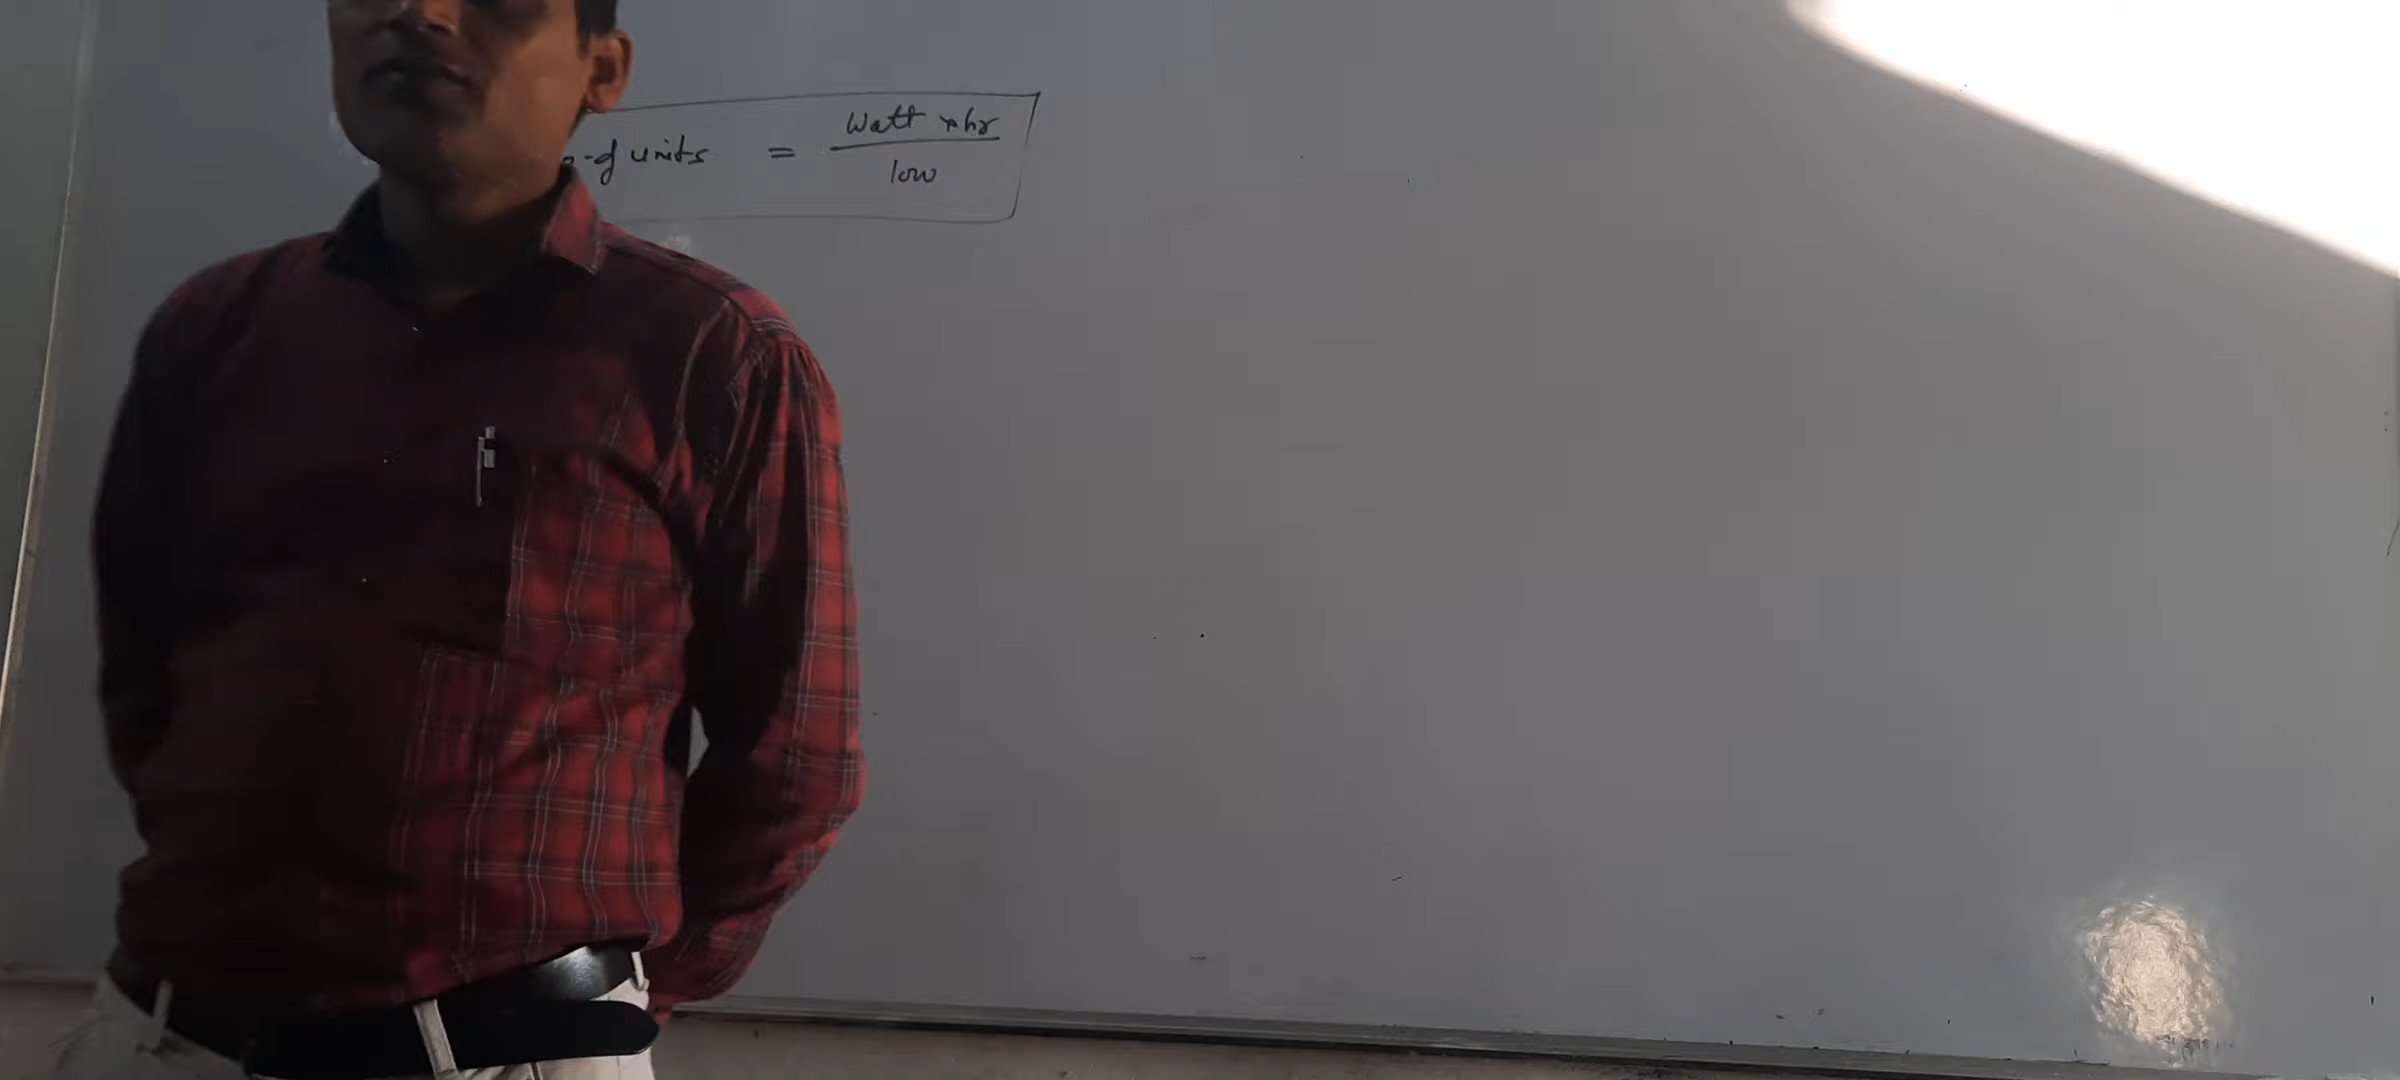 o-of units = Watt × hr
1000